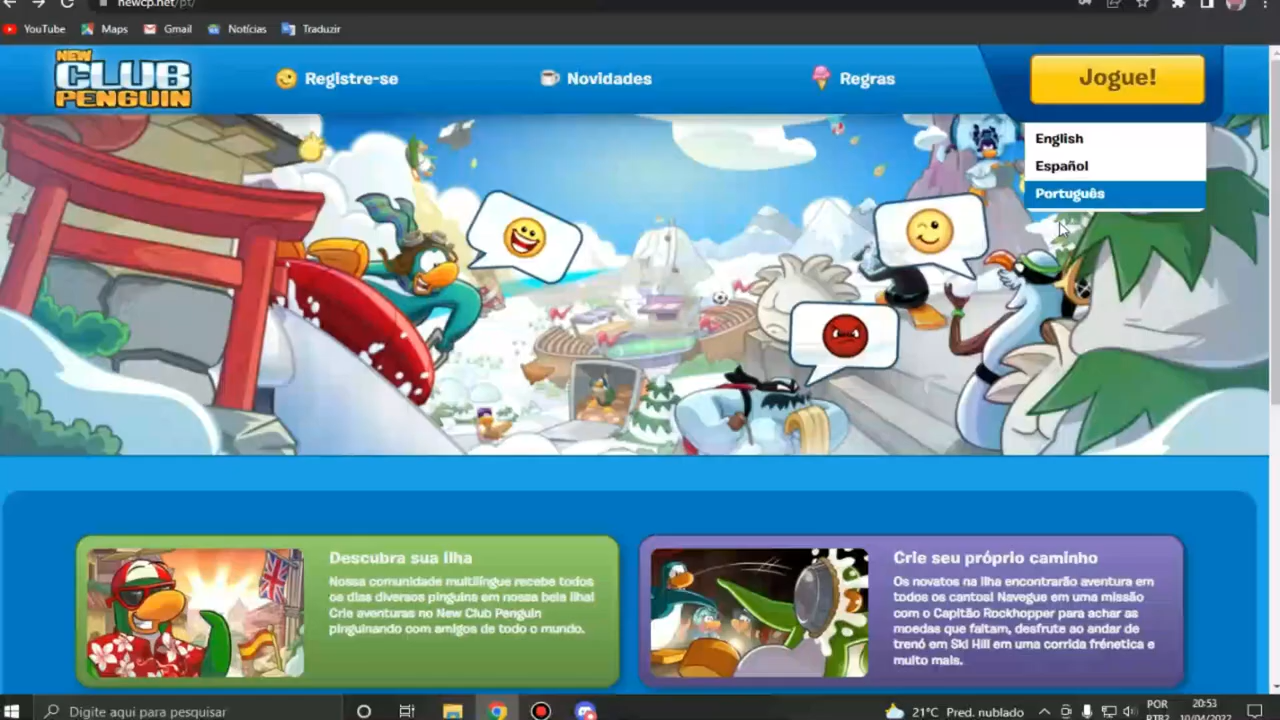 newcp.net/pt/
YouTube
Maps
Gmail
Notícias
Traduzir
NEW
CLUB
PENGUIN
Registre-se
Novidades
Regras
Jogue!
English
Español
Português
Descubra sua ilha
Nossa comunidade multilíngue recebe todos
os dias diversos pinguins em nossa bela ilha!
Crie aventuras no New Club Penguin
pinguinando com amigos de todo o mundo.
Crie seu próprio caminho
Os novatos na ilha encontrarão aventura em
todos os cantos! Navegue em uma missão
com o Capitão Rockhopper para achar as
moedas que faltam, desfrute ao andar de
trenó em Ski Hill em uma corrida frénetica e
muito mais.
Digite aqui para pesquisar
21°C Pred. nublado
POR
PTB2
20:53
10/04/2022